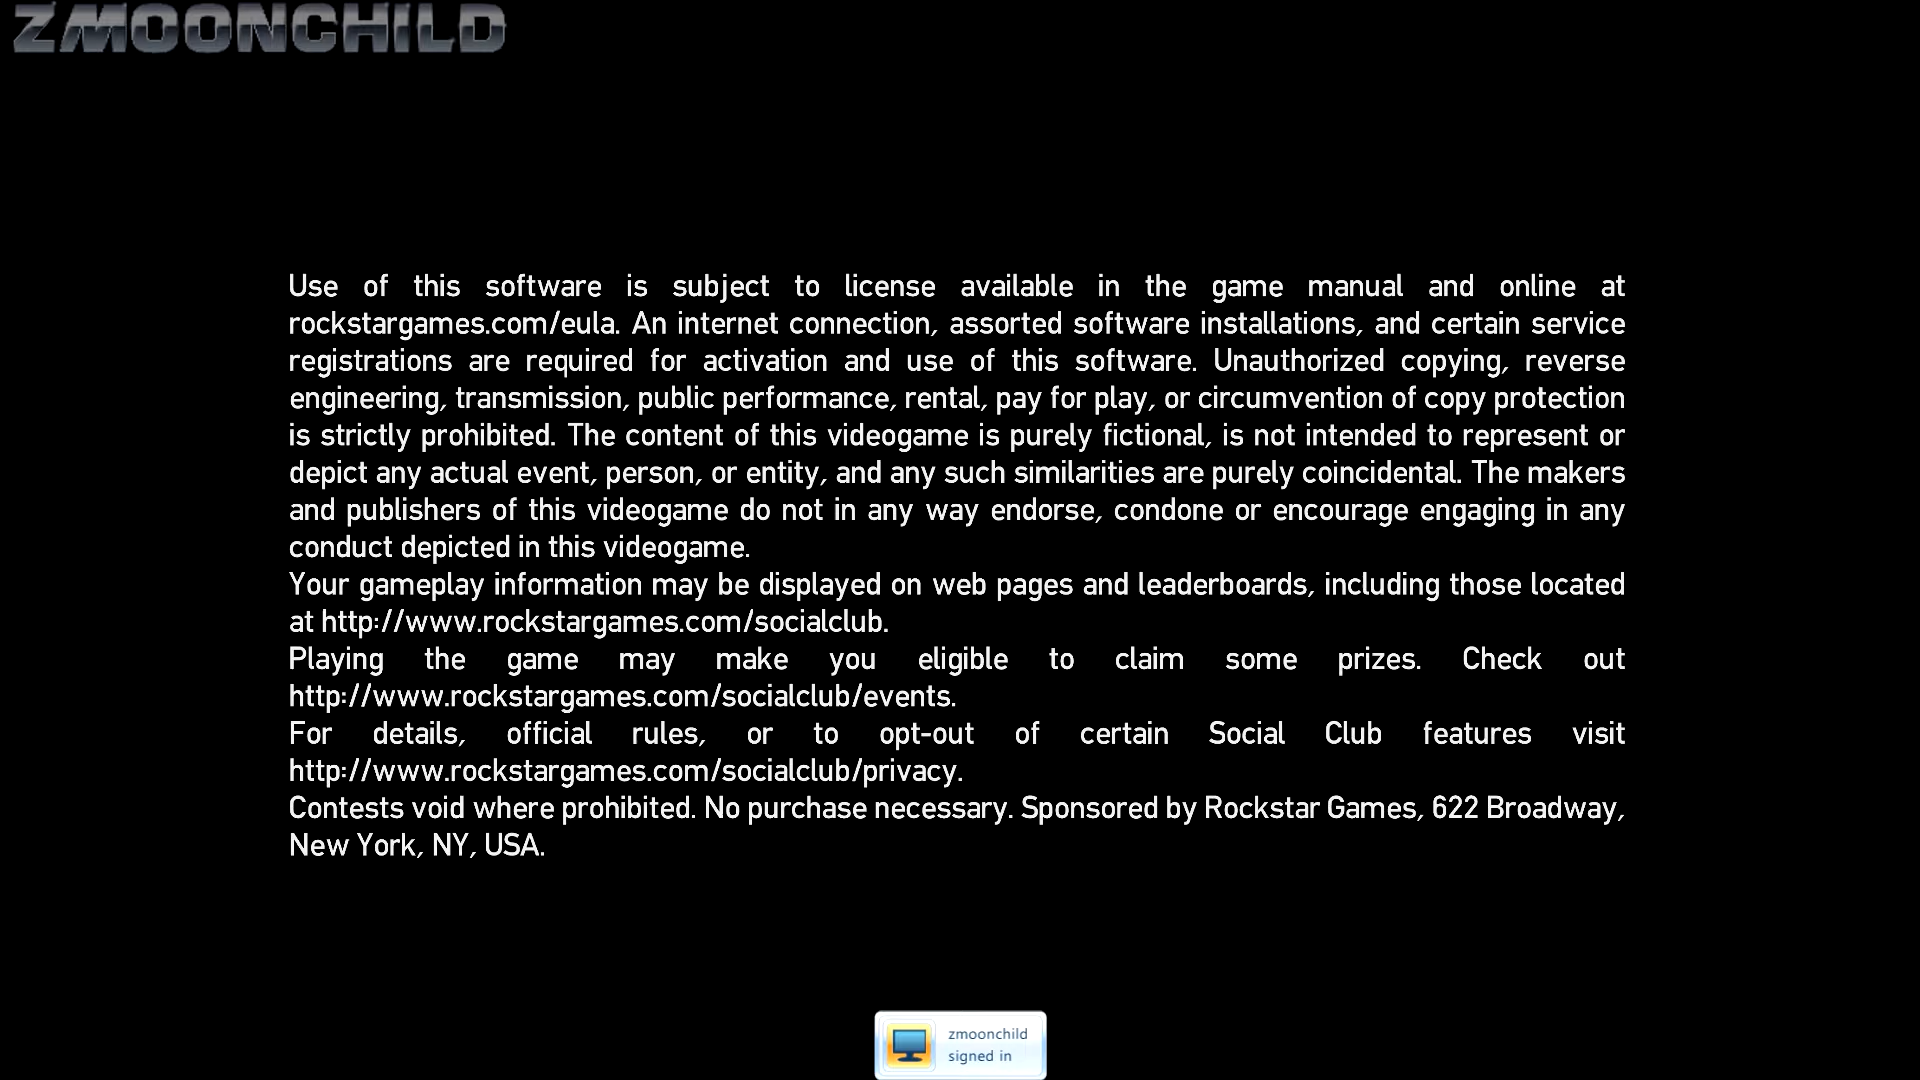 ZMOONCHILD
Use of this software is subject to license available in the game manual and online at
rockstargames.com/eula. An internet connection, assorted software installations, and certain service
registrations are required for activation and use of this software. Unauthorized copying, reverse
engineering, transmission, public performance, rental, pay for play, or circumvention of copy protection
is strictly prohibited. The content of this videogame is purely fictional, is not intended to represent or
depict any actual event, person, or entity, and any such similarities are purely coincidental. The makers
and publishers of this videogame do not in any way endorse, condone or encourage engaging in any
conduct depicted in this videogame.
Your gameplay information may be displayed on web pages and leaderboards, including those located
at http://www.rockstargames.com/socialclub.
Playing the game may make you eligible to claim some prizes. Check out
http://www.rockstargames.com/socialclub/events.
For details, official rules, or to opt-out of certain Social Club features visit
http://www.rockstargames.com/socialclub/privacy.
Contests void where prohibited. No purchase necessary. Sponsored by Rockstar Games, 622 Broadway,
New York, NY, USA.
zmoonchild
signed in